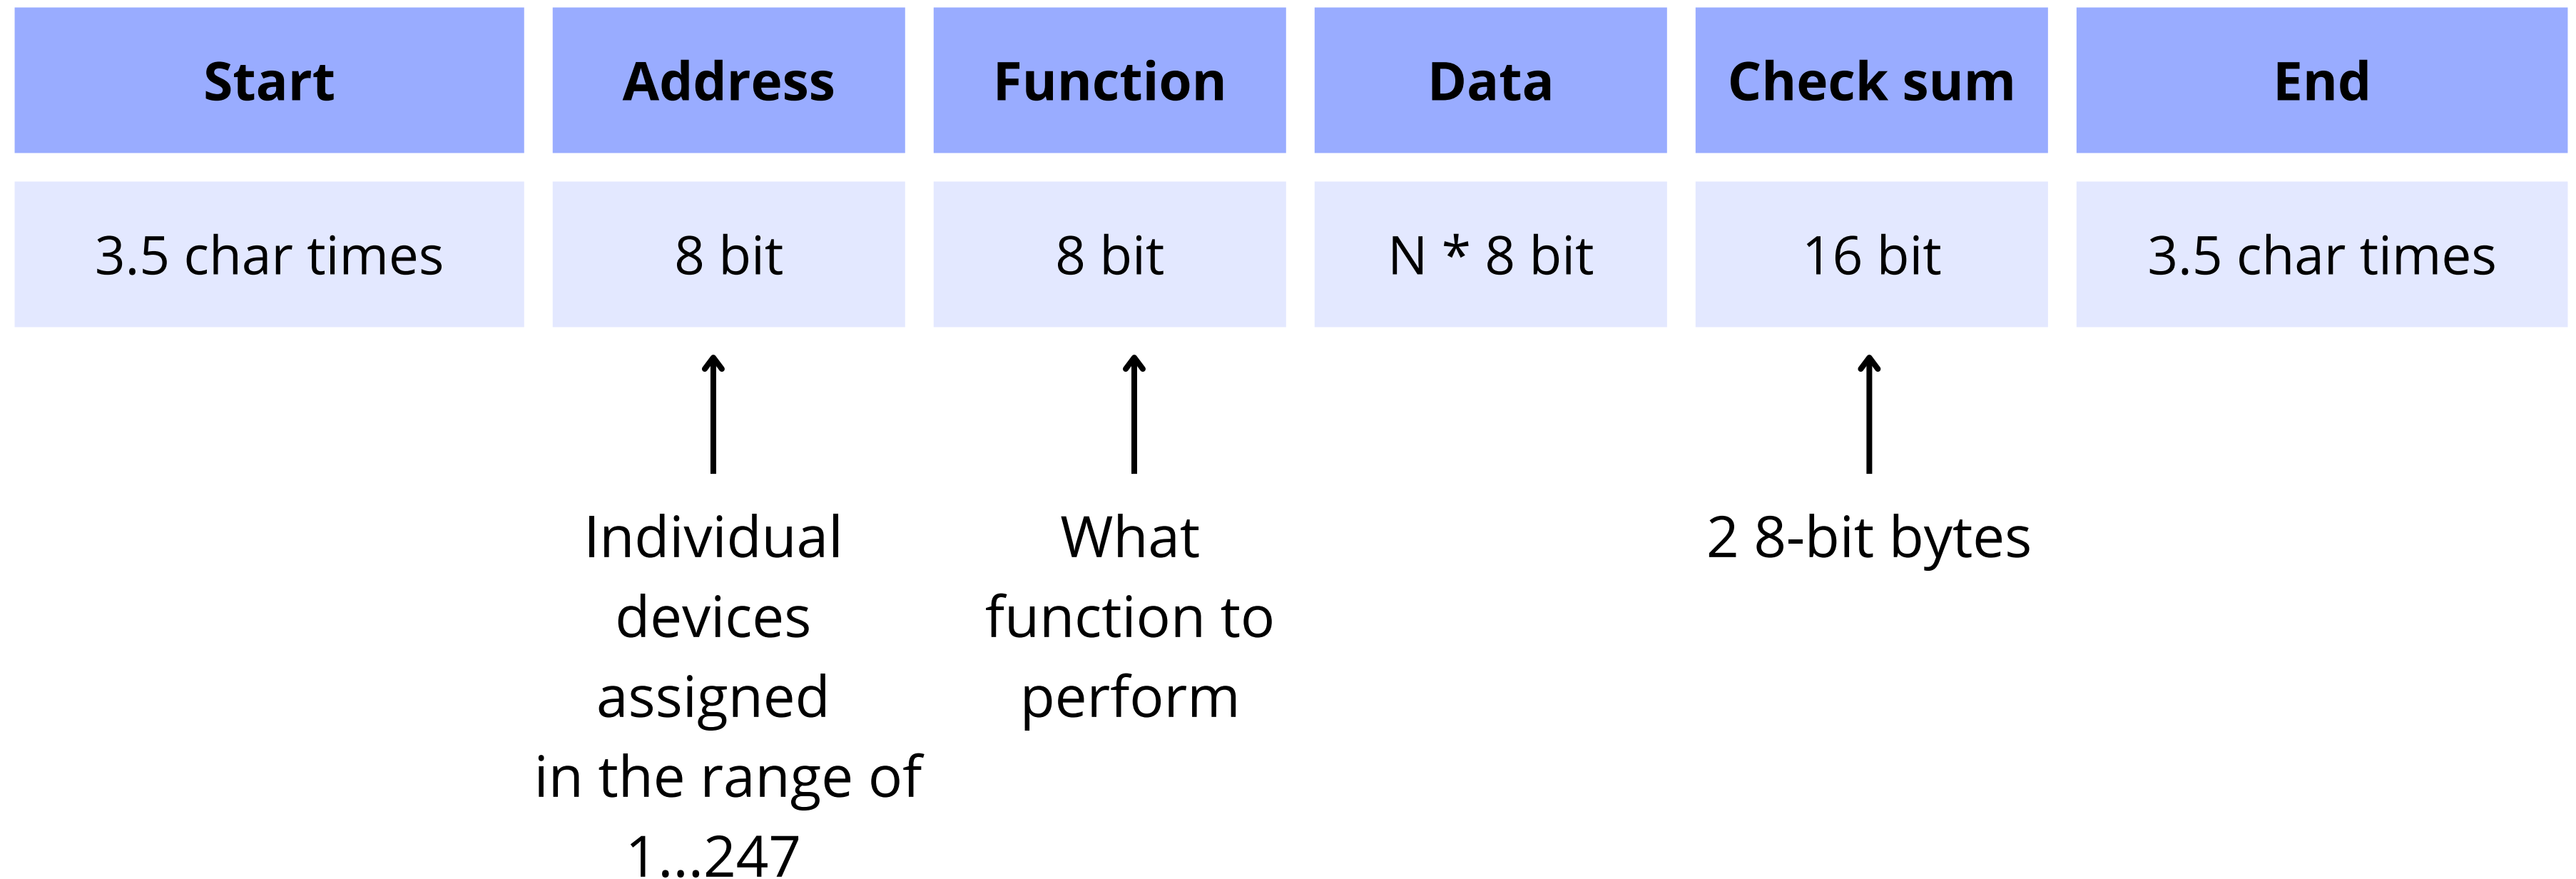 Start Address Function Data Check sum End
3.5 char times 8 bit 8 bit N * 8 bit 16 bit 3.5 char times
Individual
devices
assigned
in the range of
1...247
What
function to
perform
2 8-bit bytes